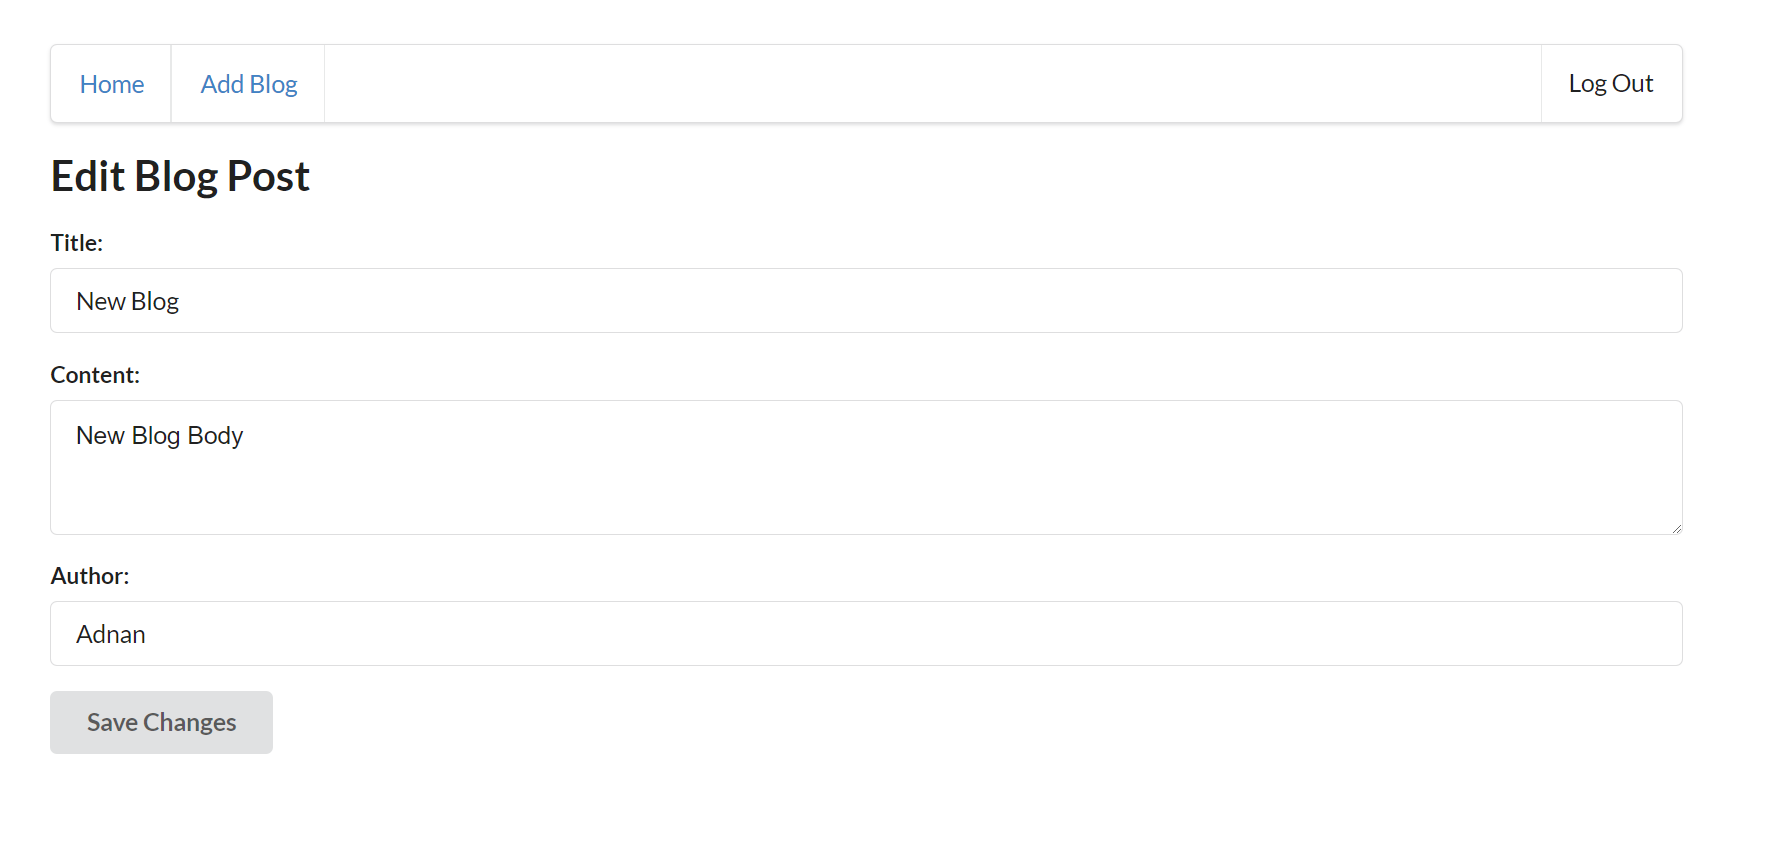 Home Add Blog Log Out
Edit Blog Post
Title:
New Blog
Content:
New Blog Body
Author:
Adnan
Save Changes